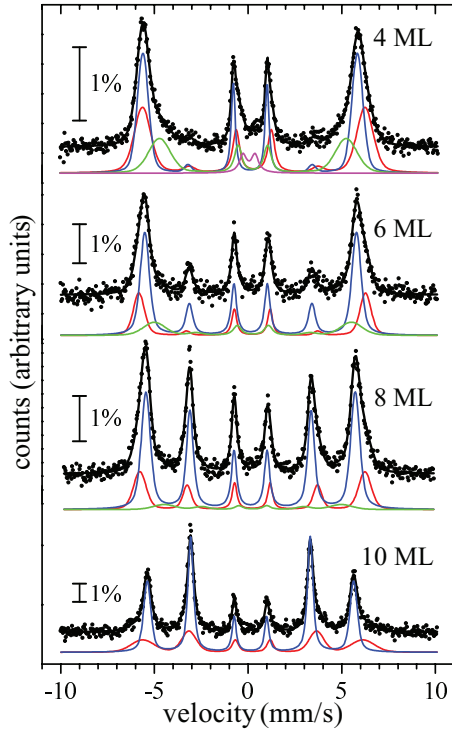 4 ML
1%
6 ML
1%
8 ML
1%
10 ML
1%
counts (arbitrary units)
-10 -5 0 5 10
velocity (mm/s)